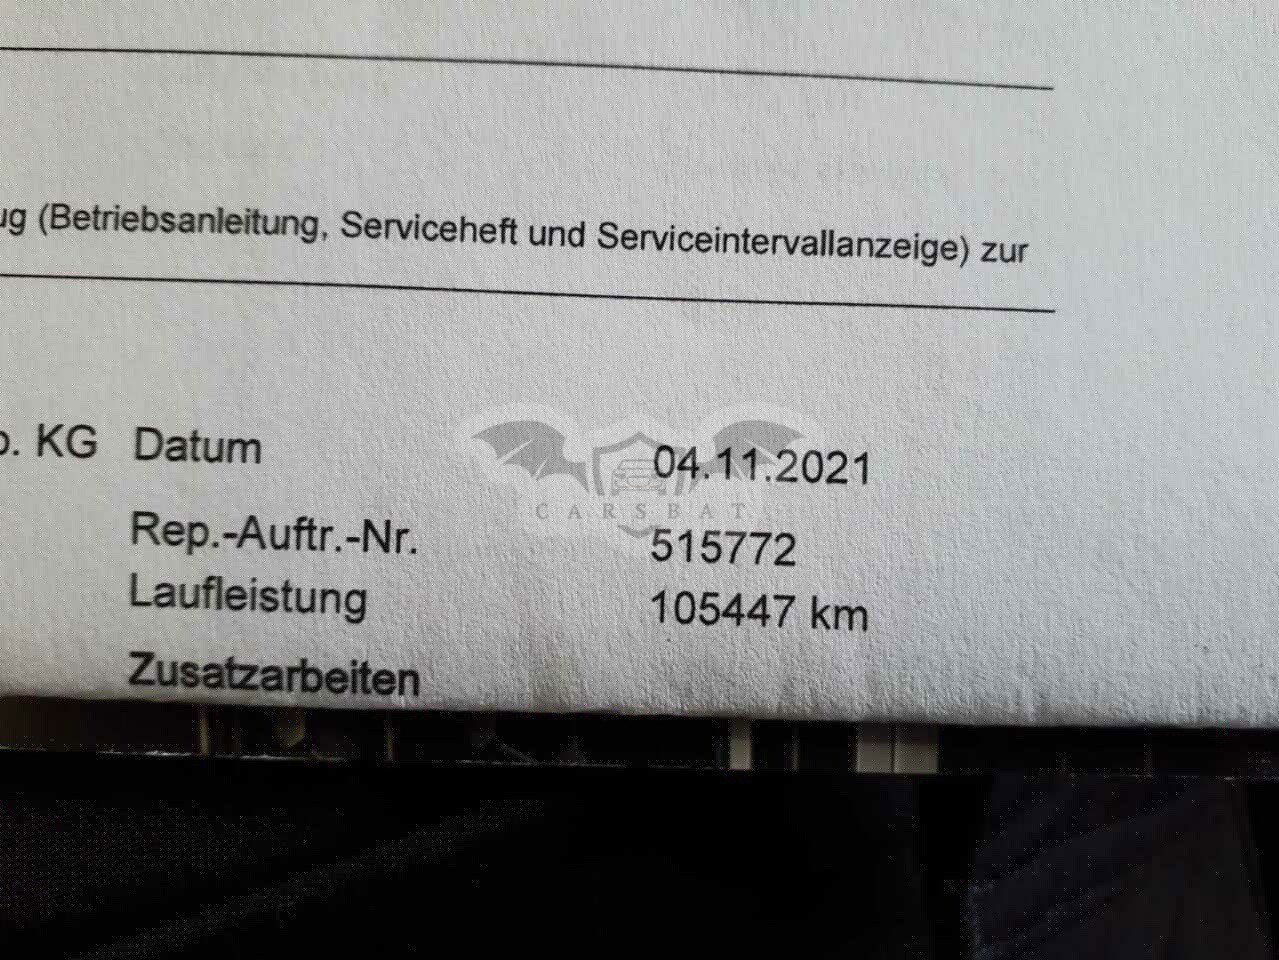 (Betriebsanleitung, Serviceheft und Serviceintervallanzeige) zur
KG Datum 04.11.2021
CARSBAT
Rep.-Auftr.-Nr. 515772
Laufleistung 105447 km
Zusatzarbeiten